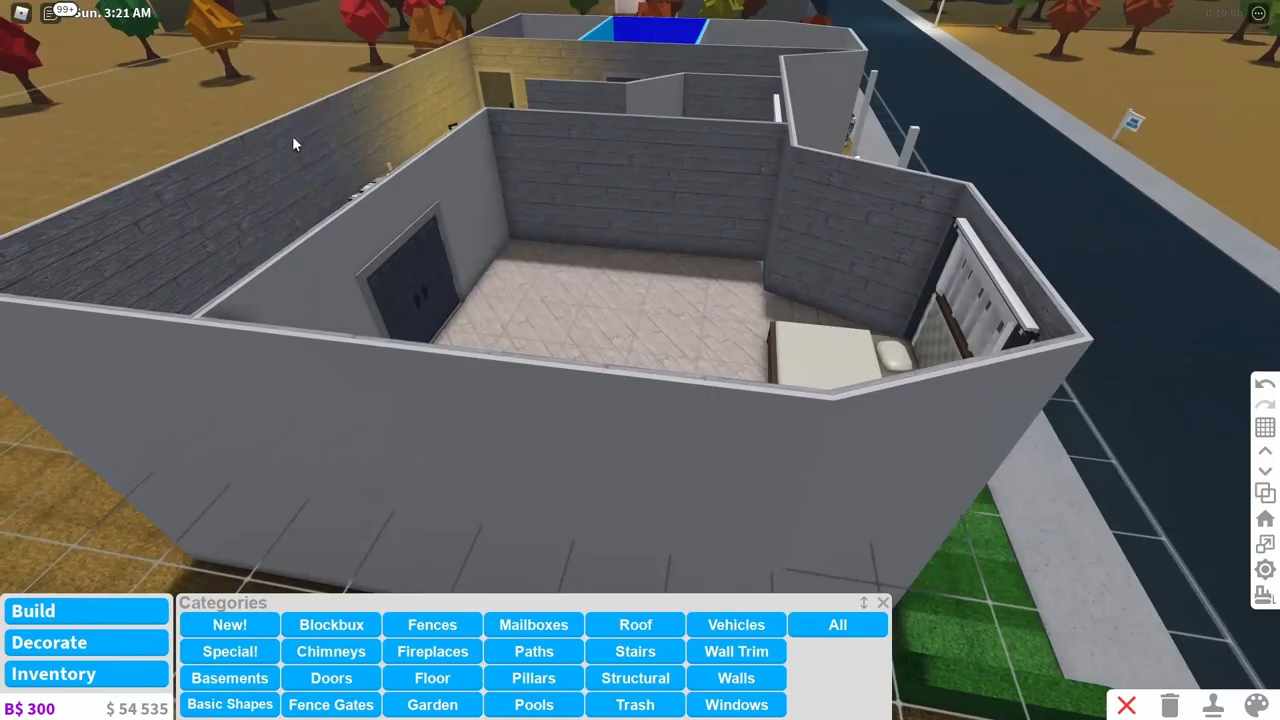 99+
Sun. 3:21 AM
Build
Decorate
Inventory
B$ 300
$ 54 535
Categories
New! Blockbux Fences Mailboxes Roof Vehicles All
Special! Chimneys Fireplaces Paths Stairs Wall Trim
Basements Doors Floor Pillars Structural Walls
Basic Shapes Fence Gates Garden Pools Trash Windows